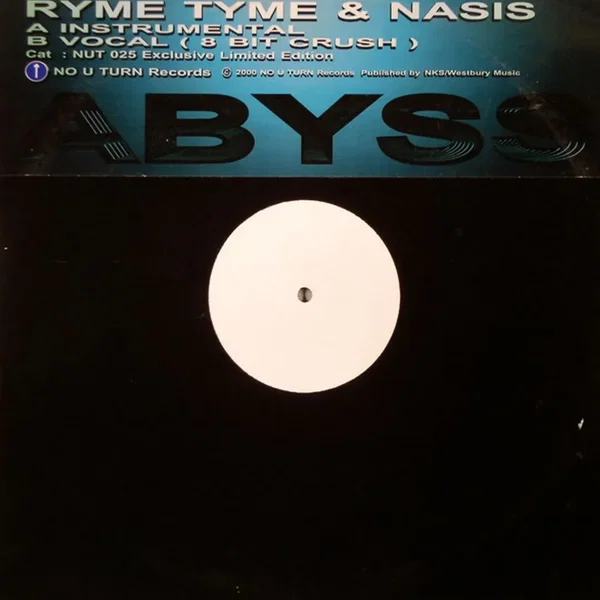 RYME TYME & NASIS
A INSTRUMENTAL
B VOCAL ( 8 BIT CRUSH )
Cat : NUT 025 Exclusive Limited Edition
NO U TURN Records © 2000 NO U TURN Records Published by NKS/Westbury Music
ABYSS